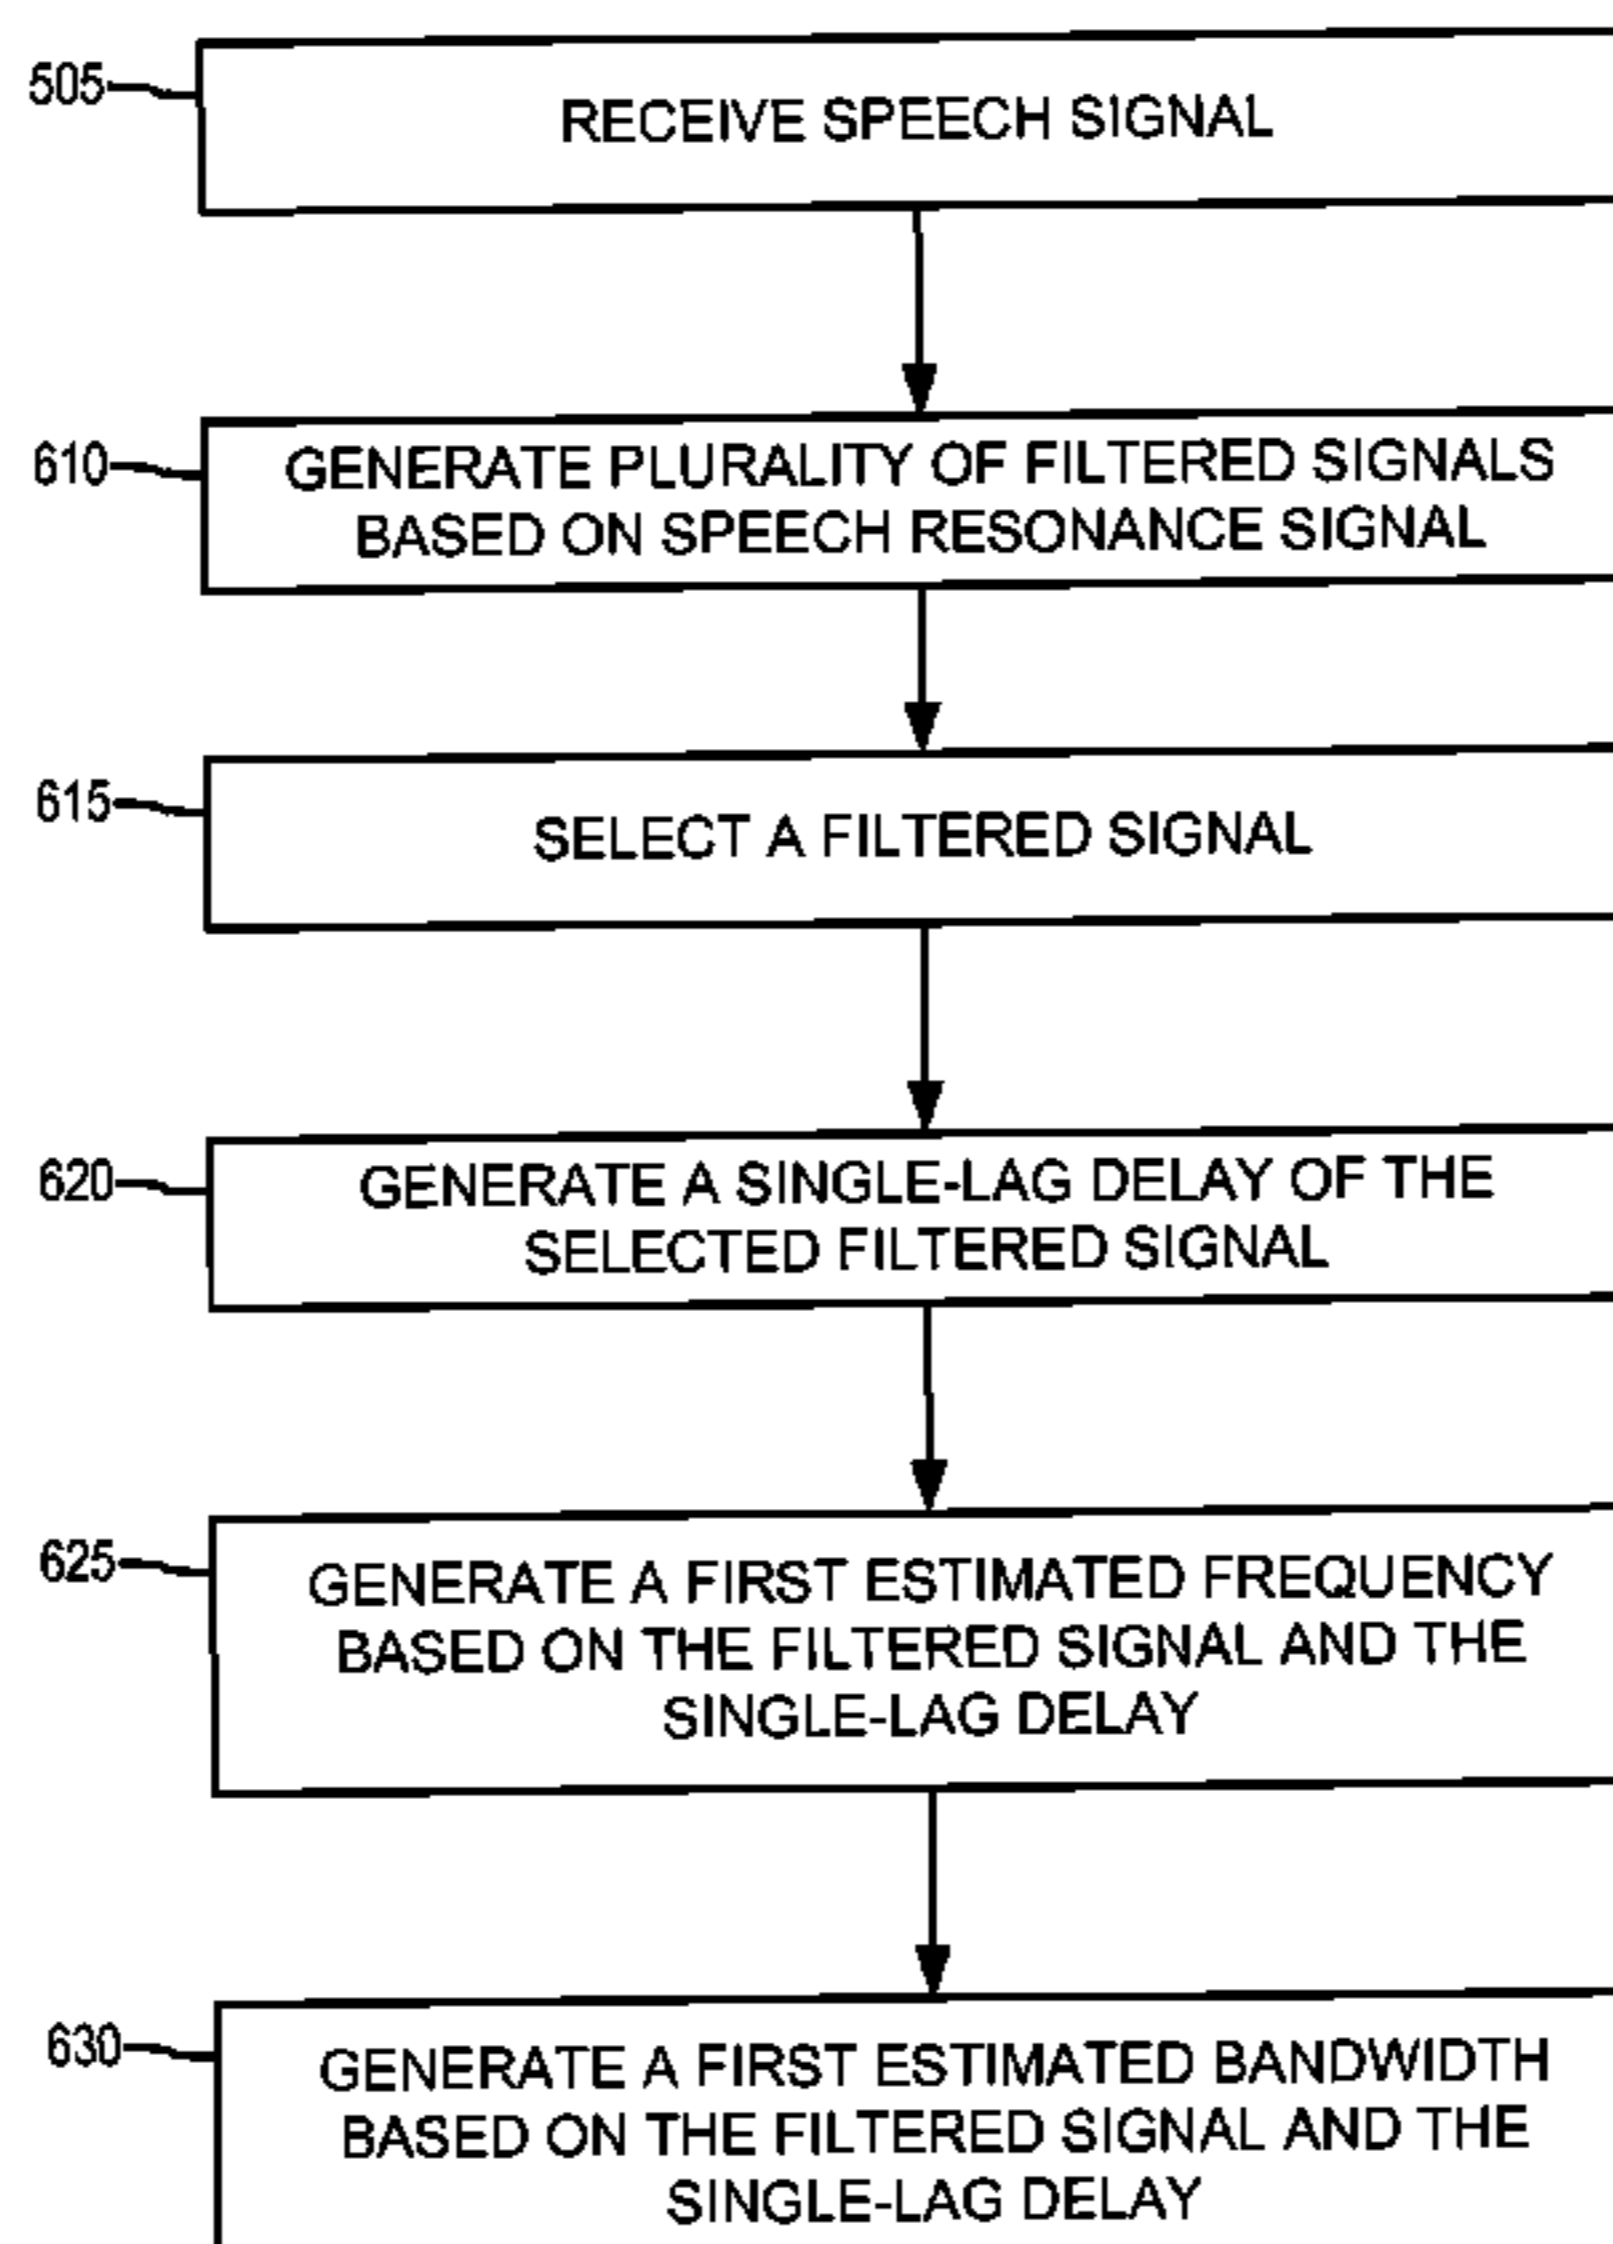 505
RECEIVE SPEECH SIGNAL
610
GENERATE PLURALITY OF FILTERED SIGNALS
BASED ON SPEECH RESONANCE SIGNAL
615
SELECT A FILTERED SIGNAL
620
GENERATE A SINGLE-LAG DELAY OF THE
SELECTED FILTERED SIGNAL
625
GENERATE A FIRST ESTIMATED FREQUENCY
BASED ON THE FILTERED SIGNAL AND THE
SINGLE-LAG DELAY
630
GENERATE A FIRST ESTIMATED BANDWIDTH
BASED ON THE FILTERED SIGNAL AND THE
SINGLE-LAG DELAY